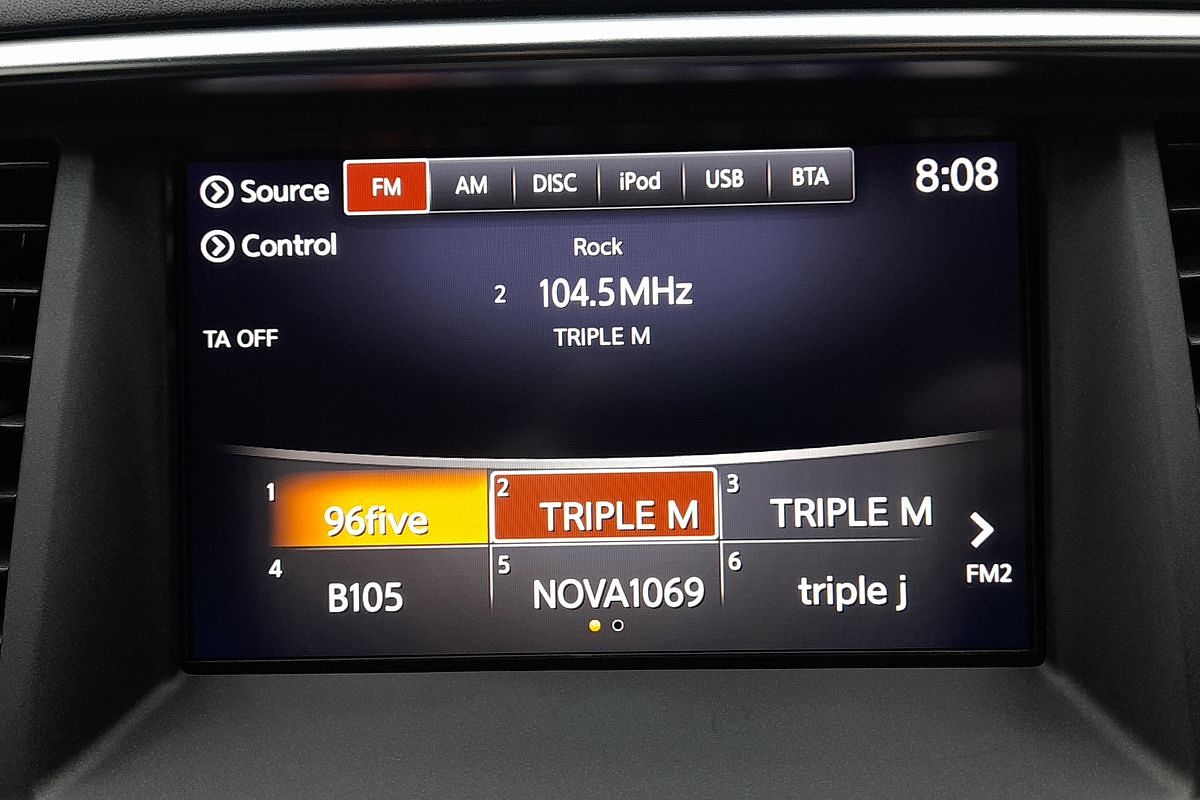 Source FM AM DISC iPod USB BTA 8:08
Control Rock
2 104.5MHz
TA OFF TRIPLE M
1 96five 2 TRIPLE M 3 TRIPLE M
4 B105 5 NOVA1069 6 triple j
FM2